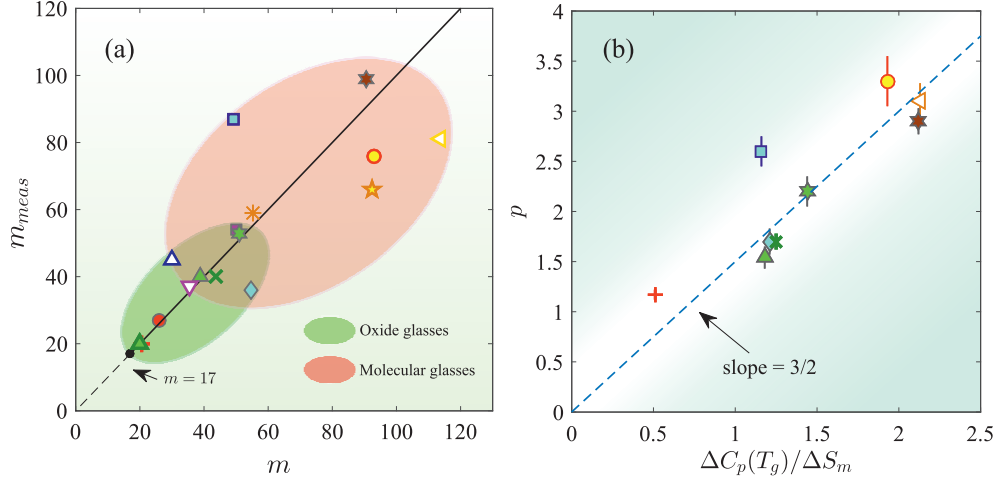 (a)
120
100
80
60
40
20
0
m_meas
0
20
40
60
80
100
120
m
Oxide glasses
Molecular glasses
m = 17
(b)
4
3.5
3
2.5
2
1.5
1
0.5
0
p
0
0.5
1
1.5
2
2.5
ΔC_p(T_g)/ΔS_m
slope = 3/2